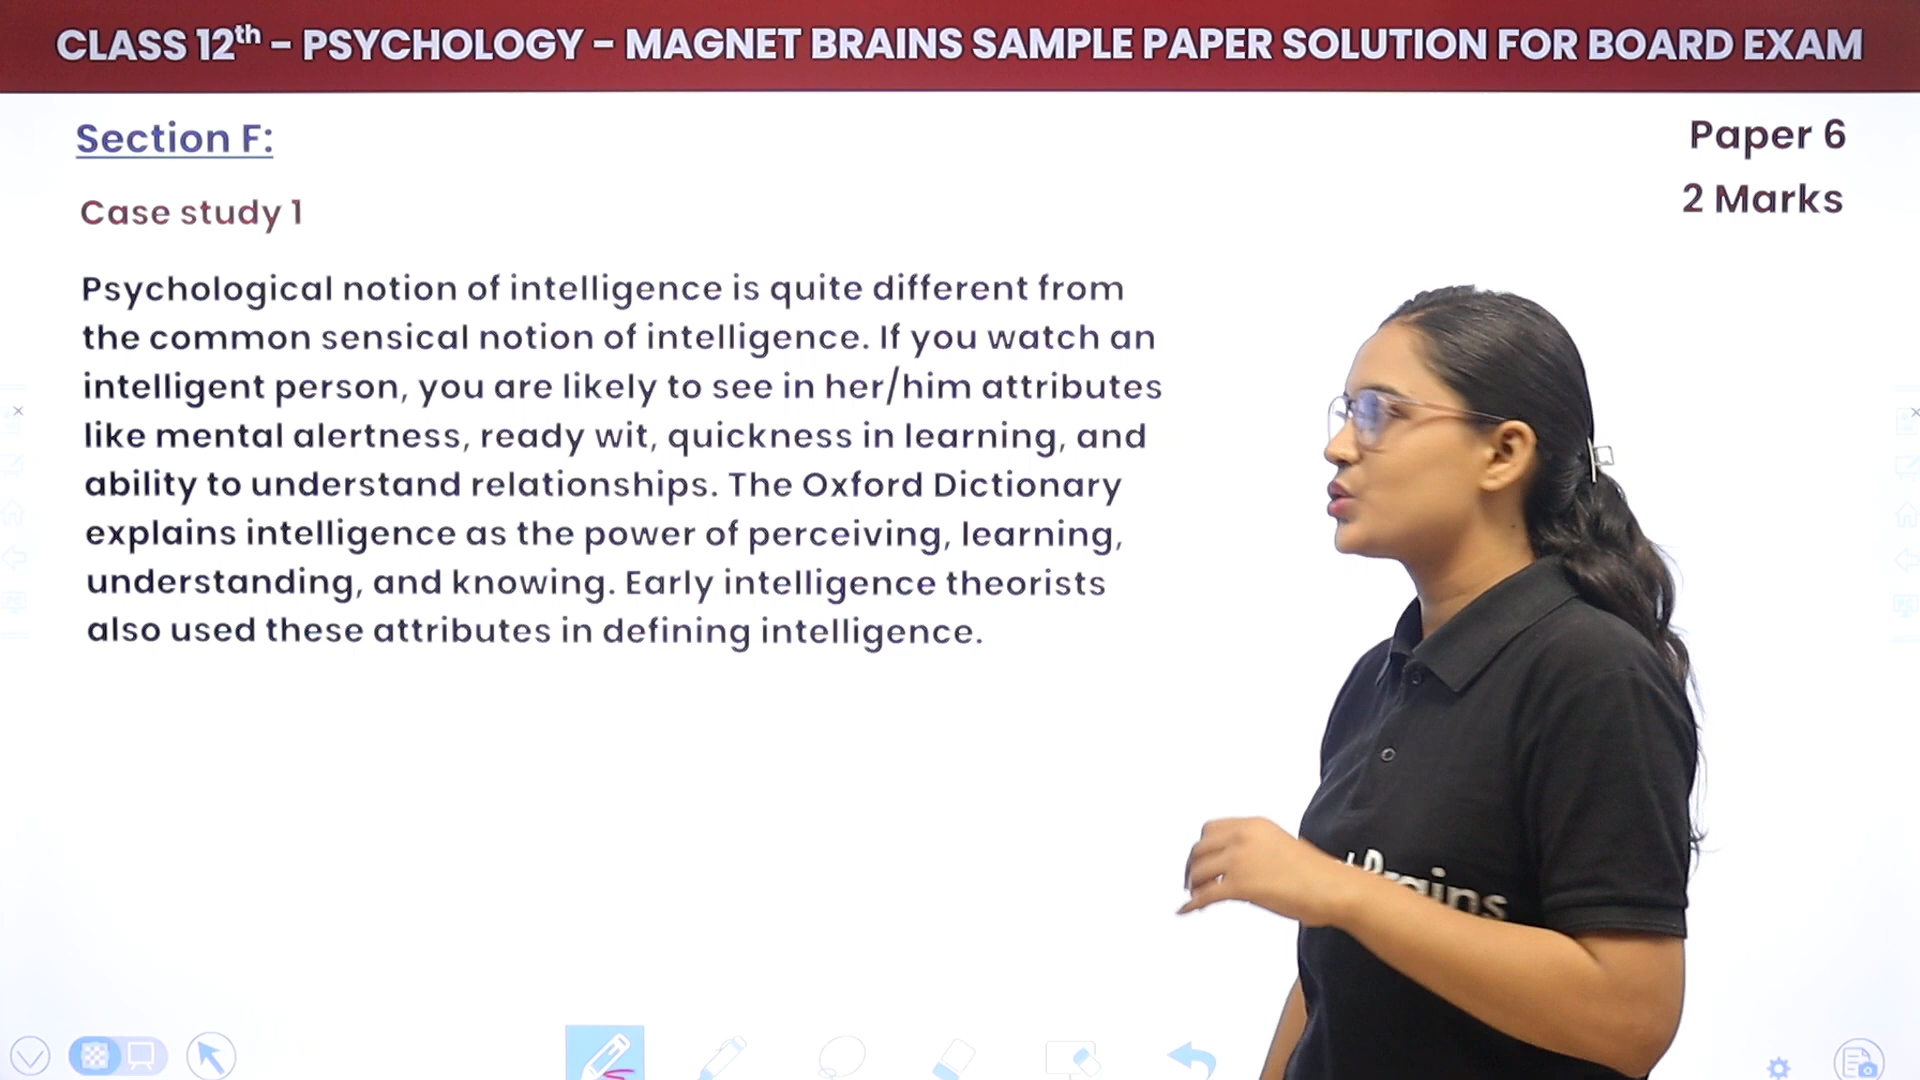 CLASS 12th – PSYCHOLOGY – MAGNET BRAINS SAMPLE PAPER SOLUTION FOR BOARD EXAM
Section F:
Paper 6
2 Marks
Case study 1
Psychological notion of intelligence is quite different from
the common sensical notion of intelligence. If you watch an
intelligent person, you are likely to see in her/him attributes
like mental alertness, ready wit, quickness in learning, and
ability to understand relationships. The Oxford Dictionary
explains intelligence as the power of perceiving, learning,
understanding, and knowing. Early intelligence theorists
also used these attributes in defining intelligence.